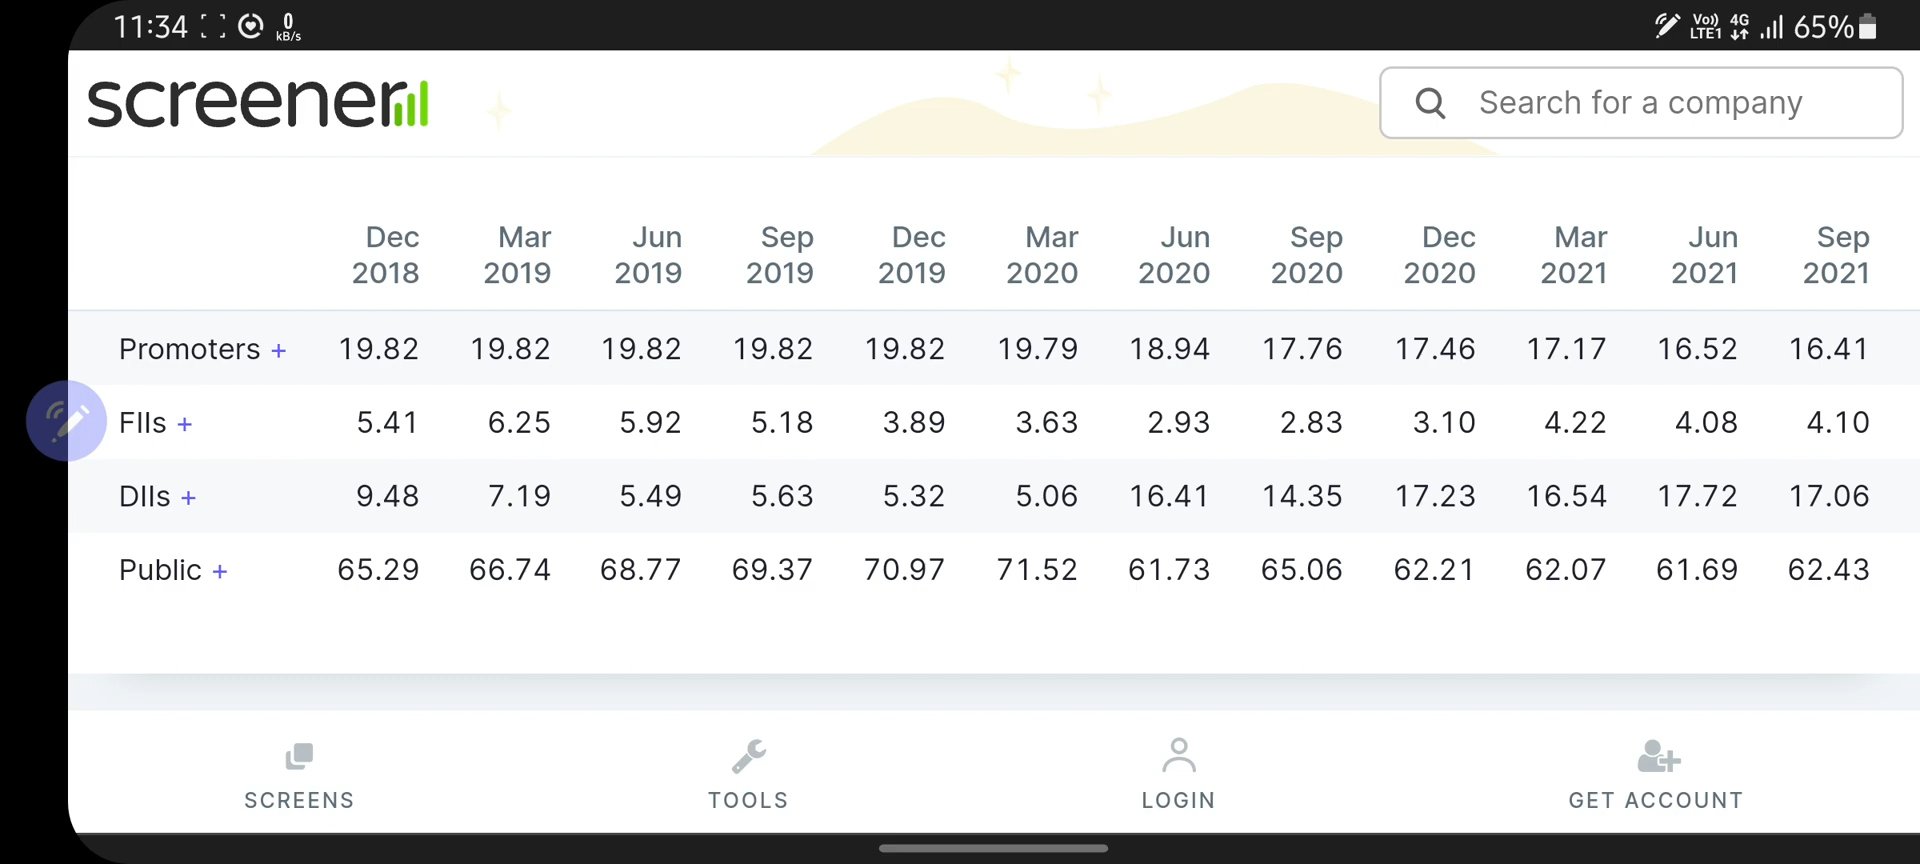 11:34 0 kB/s Vo)) LTE1 4G 65%
screener
Search for a company
Dec 2018 Mar 2019 Jun 2019 Sep 2019 Dec 2019 Mar 2020 Jun 2020 Sep 2020 Dec 2020 Mar 2021 Jun 2021 Sep 2021
Promoters + 19.82 19.82 19.82 19.82 19.82 19.79 18.94 17.76 17.46 17.17 16.52 16.41
FIIs + 5.41 6.25 5.92 5.18 3.89 3.63 2.93 2.83 3.10 4.22 4.08 4.10
DIIs + 9.48 7.19 5.49 5.63 5.32 5.06 16.41 14.35 17.23 16.54 17.72 17.06
Public + 65.29 66.74 68.77 69.37 70.97 71.52 61.73 65.06 62.21 62.07 61.69 62.43
SCREENS TOOLS LOGIN GET ACCOUNT